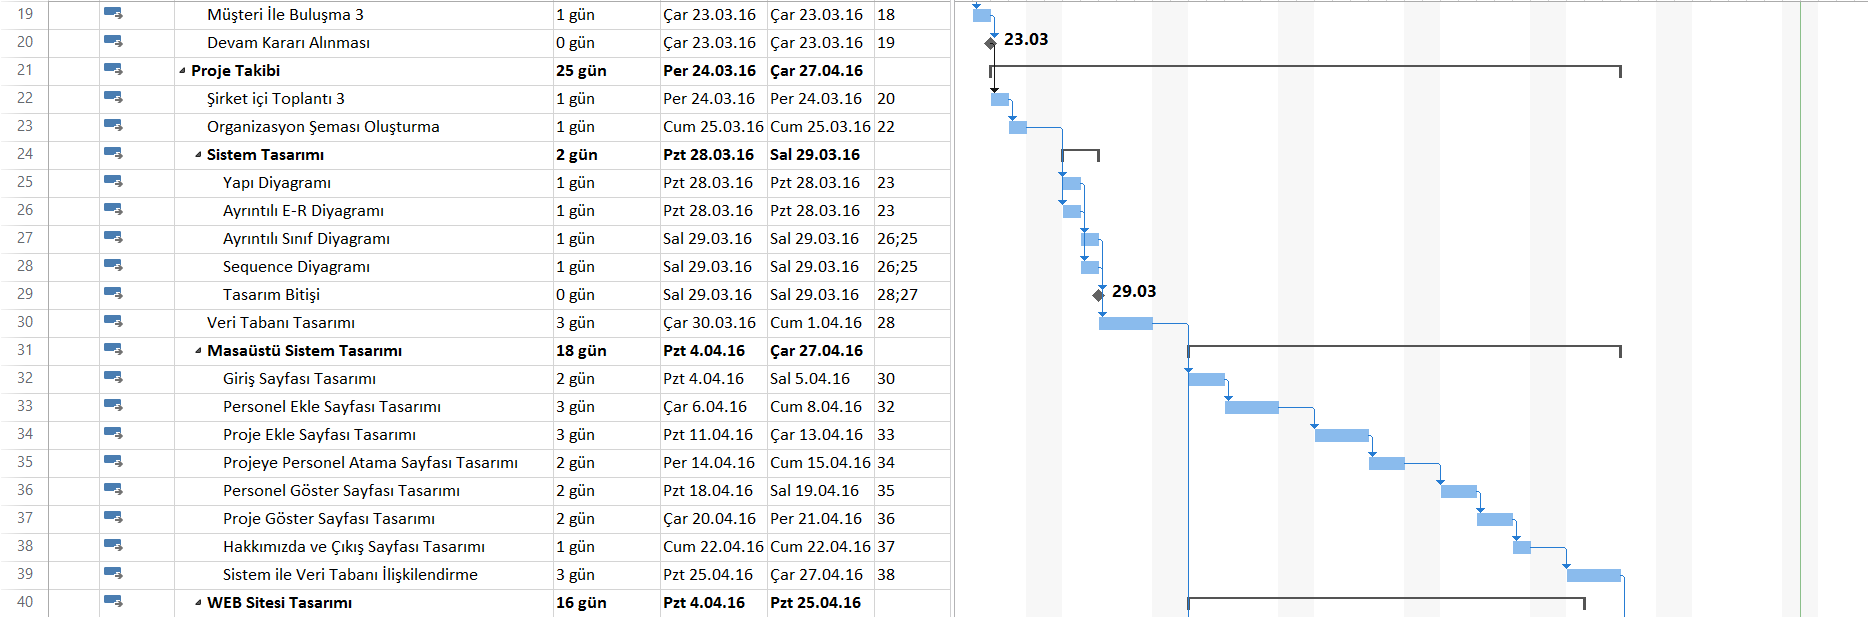 19 Müşteri İle Buluşma 3 1 gün Çar 23.03.16 Çar 23.03.16 18
20 Devam Kararı Alınması 0 gün Çar 23.03.16 Çar 23.03.16 19 23.03
21 Proje Takibi 25 gün Per 24.03.16 Çar 27.04.16
22 Şirket içi Toplantı 3 1 gün Per 24.03.16 Per 24.03.16 20
23 Organizasyon Şeması Oluşturma 1 gün Cum 25.03.16 Cum 25.03.16 22
24 Sistem Tasarımı 2 gün Pzt 28.03.16 Sal 29.03.16
25 Yapı Diyagramı 1 gün Pzt 28.03.16 Pzt 28.03.16 23
26 Ayrıntılı E-R Diyagramı 1 gün Pzt 28.03.16 Pzt 28.03.16 23
27 Ayrıntılı Sınıf Diyagramı 1 gün Sal 29.03.16 Sal 29.03.16 26;25
28 Sequence Diyagramı 1 gün Sal 29.03.16 Sal 29.03.16 26;25
29 Tasarım Bitişi 0 gün Sal 29.03.16 Sal 29.03.16 28;27 29.03
30 Veri Tabanı Tasarımı 3 gün Çar 30.03.16 Cum 1.04.16 28
31 Masaüstü Sistem Tasarımı 18 gün Pzt 4.04.16 Çar 27.04.16
32 Giriş Sayfası Tasarımı 2 gün Pzt 4.04.16 Sal 5.04.16 30
33 Personel Ekle Sayfası Tasarımı 3 gün Çar 6.04.16 Cum 8.04.16 32
34 Proje Ekle Sayfası Tasarımı 3 gün Pzt 11.04.16 Çar 13.04.16 33
35 Projeye Personel Atama Sayfası Tasarımı 2 gün Per 14.04.16 Cum 15.04.16 34
36 Personel Göster Sayfası Tasarımı 2 gün Pzt 18.04.16 Sal 19.04.16 35
37 Proje Göster Sayfası Tasarımı 2 gün Çar 20.04.16 Per 21.04.16 36
38 Hakkımızda ve Çıkış Sayfası Tasarımı 1 gün Cum 22.04.16 Cum 22.04.16 37
39 Sistem ile Veri Tabanı İlişkilendirme 3 gün Pzt 25.04.16 Çar 27.04.16 38
40 WEB Sitesi Tasarımı 16 gün Pzt 4.04.16 Pzt 25.04.16